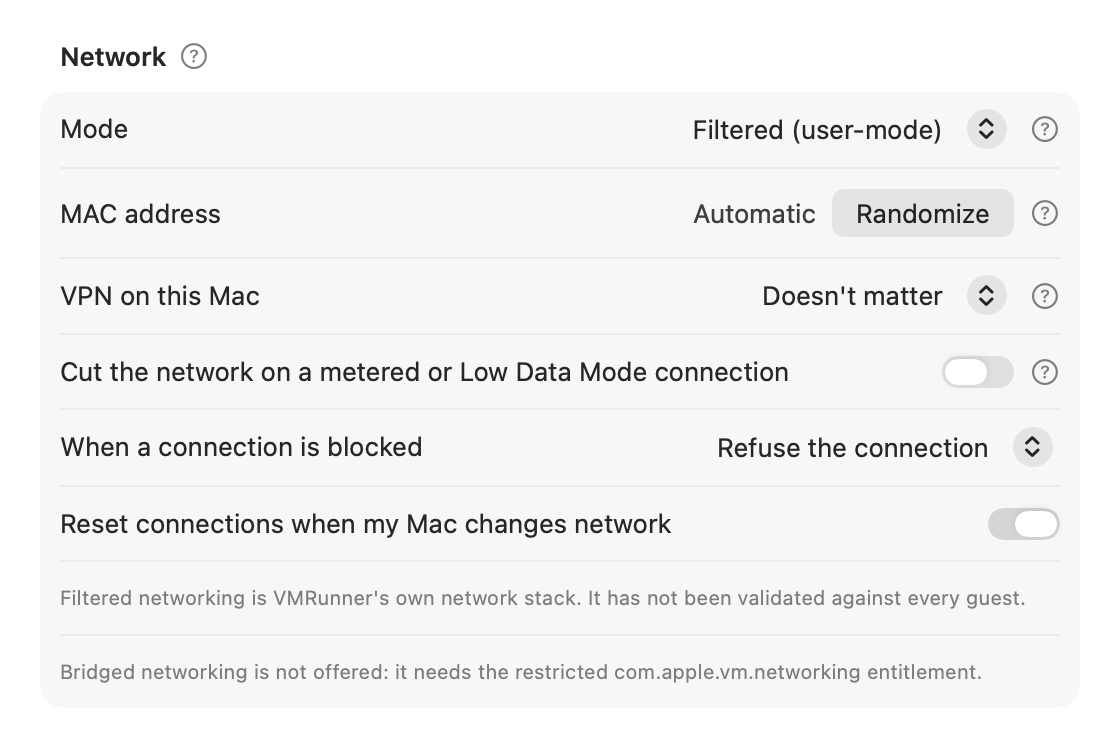 Network ?
Mode Filtered (user-mode) ?
MAC address Automatic Randomize ?
VPN on this Mac Doesn't matter ?
Cut the network on a metered or Low Data Mode connection ?
When a connection is blocked Refuse the connection
Reset connections when my Mac changes network
Filtered networking is VMRunner's own network stack. It has not been validated against every guest.
Bridged networking is not offered: it needs the restricted com.apple.vm.networking entitlement.